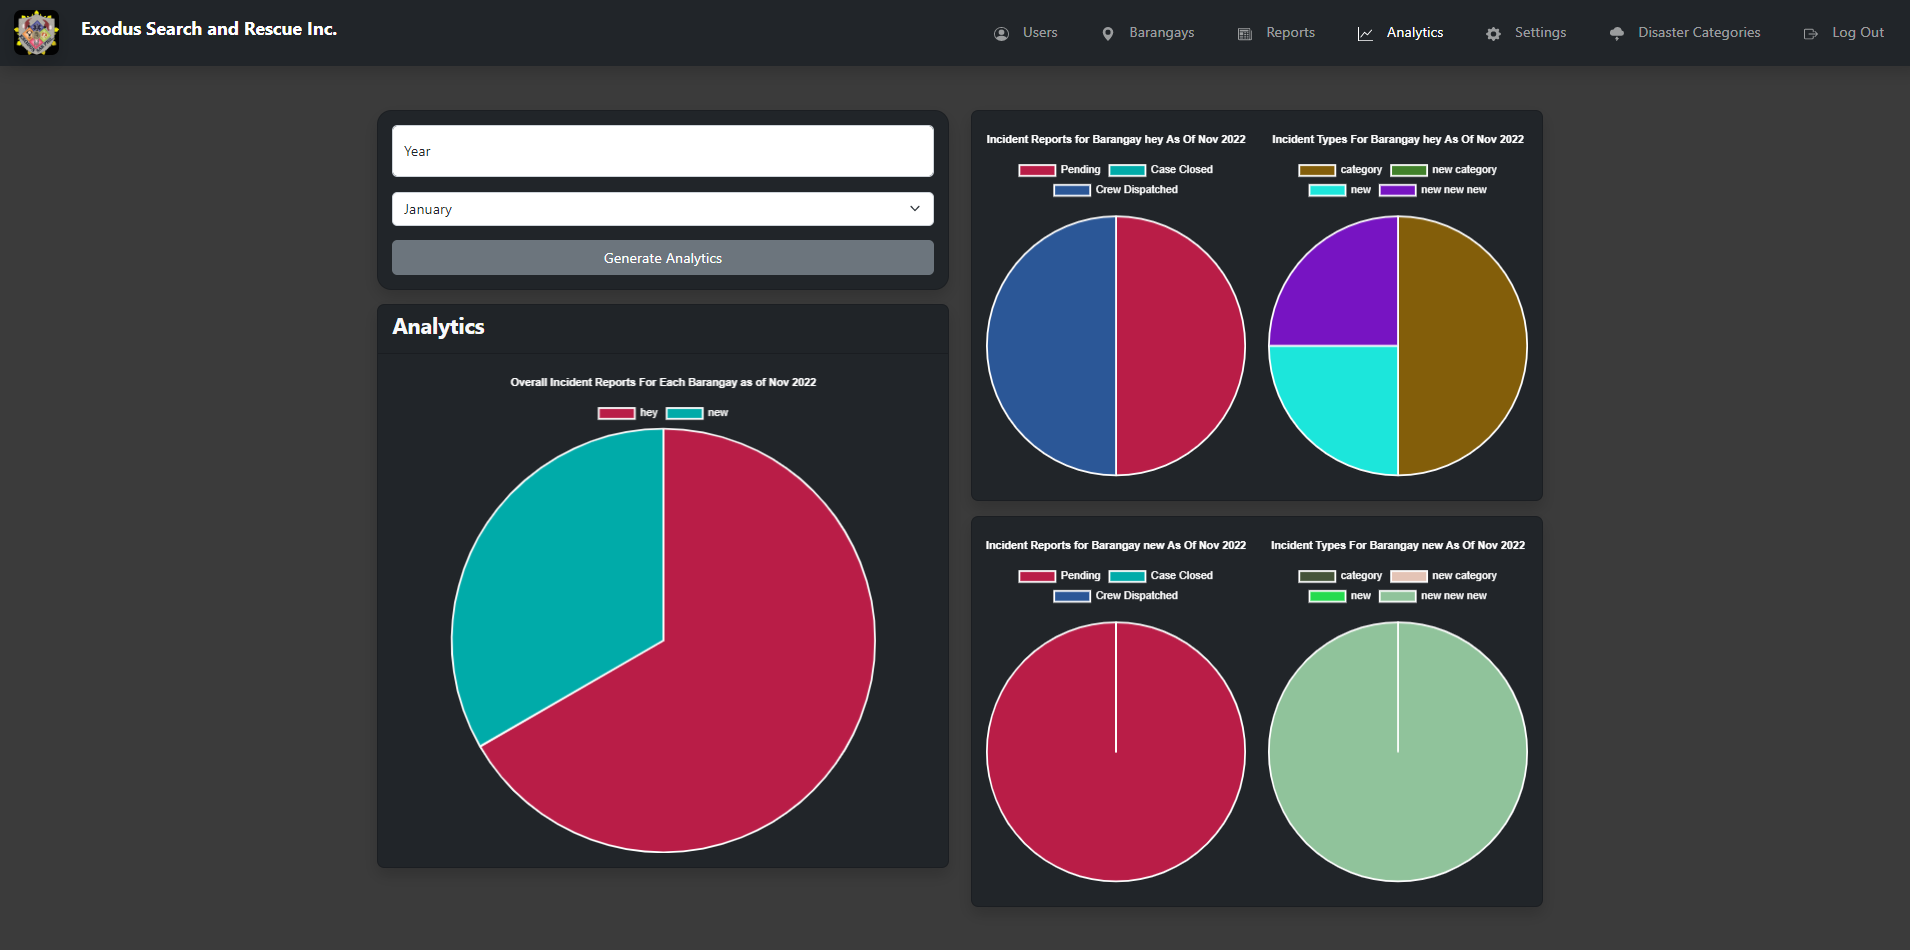 Exodus Search and Rescue Inc.
Users
Barangays
Reports
Analytics
Settings
Disaster Categories
Log Out
Year
January
Generate Analytics
Analytics
Overall Incident Reports For Each Barangay as of Nov 2022
hey new
Incident Reports for Barangay hey As Of Nov 2022
Pending Case Closed
Crew Dispatched
Incident Types For Barangay hey As Of Nov 2022
category new category
new new new new
Incident Reports for Barangay new As Of Nov 2022
Pending Case Closed
Crew Dispatched
Incident Types For Barangay new As Of Nov 2022
category new category
new new new new